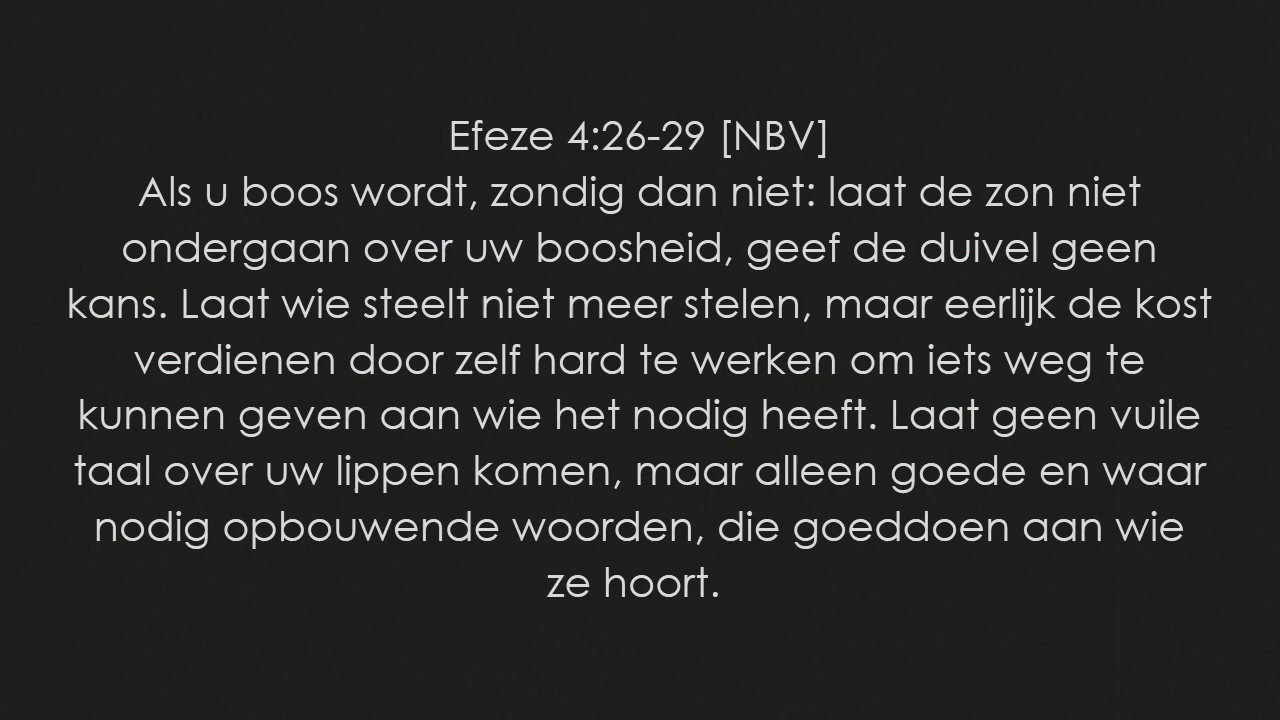 Efeze 4:26-29 [NBV]
Als u boos wordt, zondig dan niet: laat de zon niet
ondergaan over uw boosheid, geef de duivel geen
kans. Laat wie steelt niet meer stelen, maar eerlijk de kost
verdienen door zelf hard te werken om iets weg te
kunnen geven aan wie het nodig heeft. Laat geen vuile
taal over uw lippen komen, maar alleen goede en waar
nodig opbouwende woorden, die goeddoen aan wie
ze hoort.